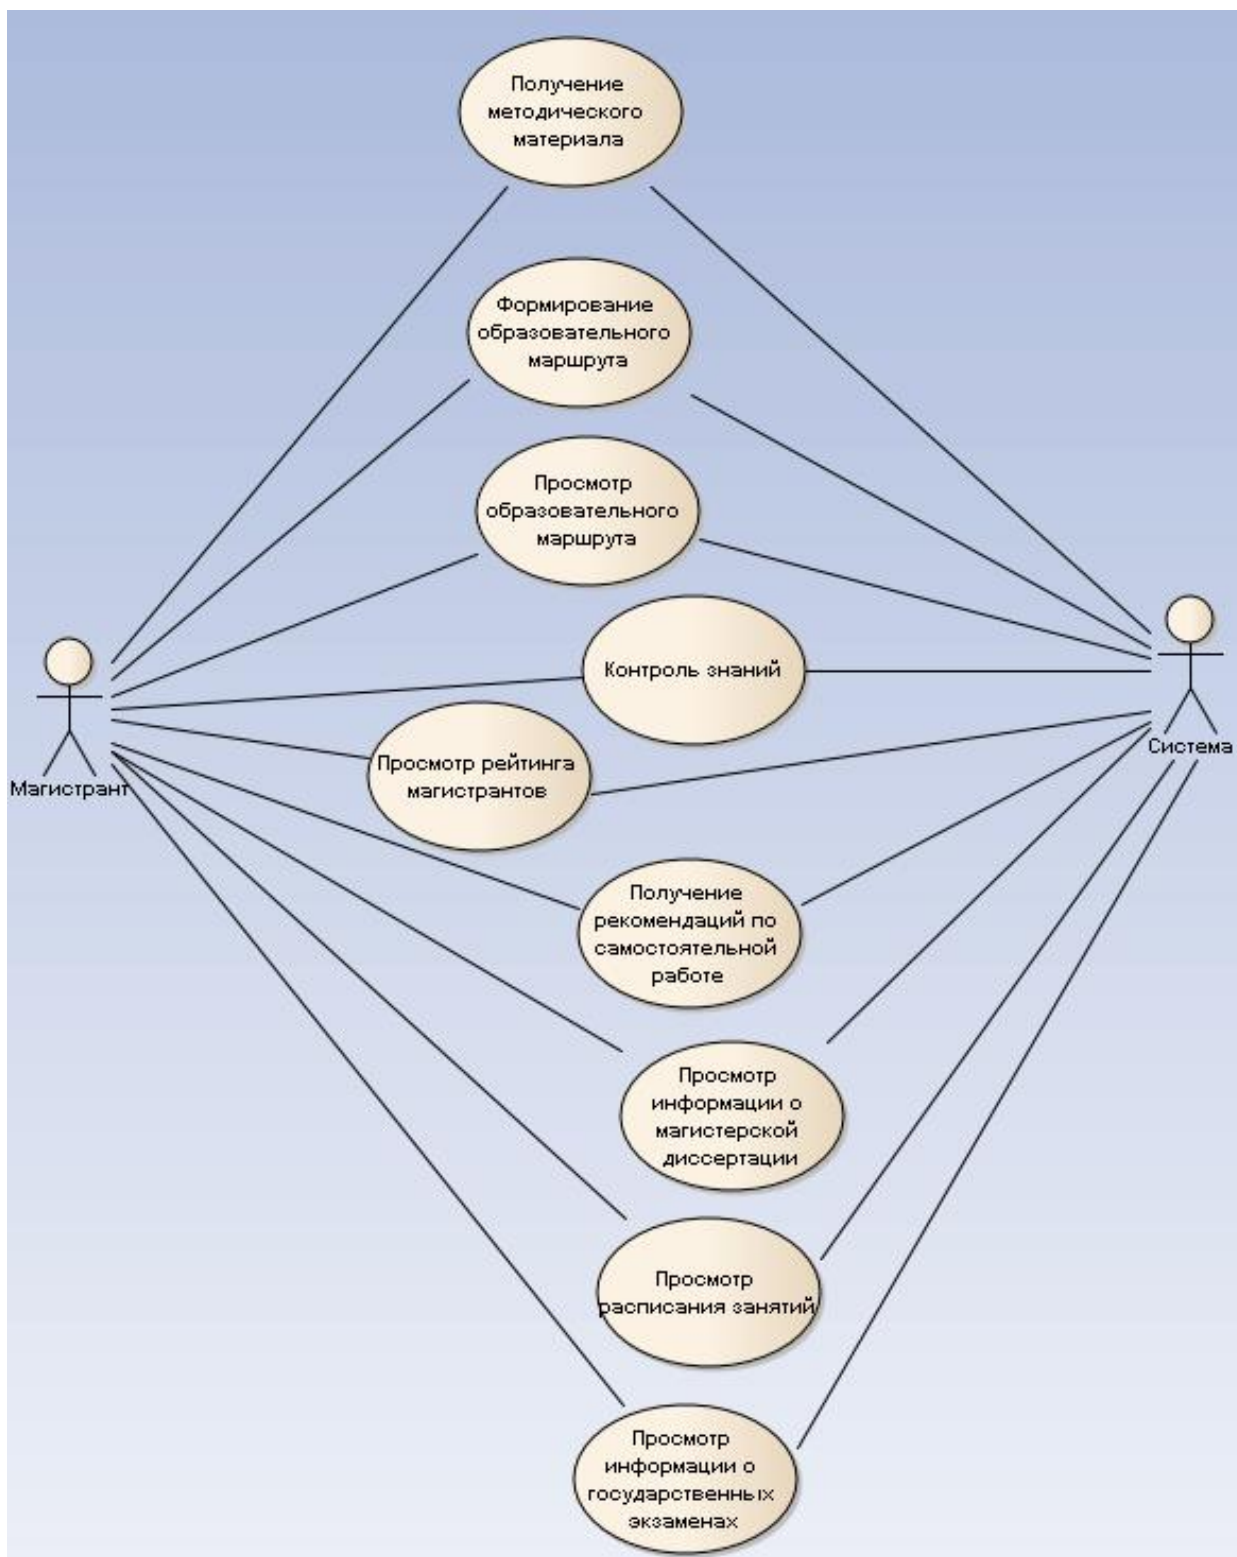 Получение
методического
материала
Формирование
образовательного
маршрута
Просмотр
образовательного
маршрута
Контроль знаний
Просмотр рейтинга
магистрантов
Магистрант
Система
Получение
рекомендаций по
самостоятельной
работе
Просмотр
информации о
магистерской
диссертации
Просмотр
расписания занятий
Просмотр
информации о
государственных
экзаменах